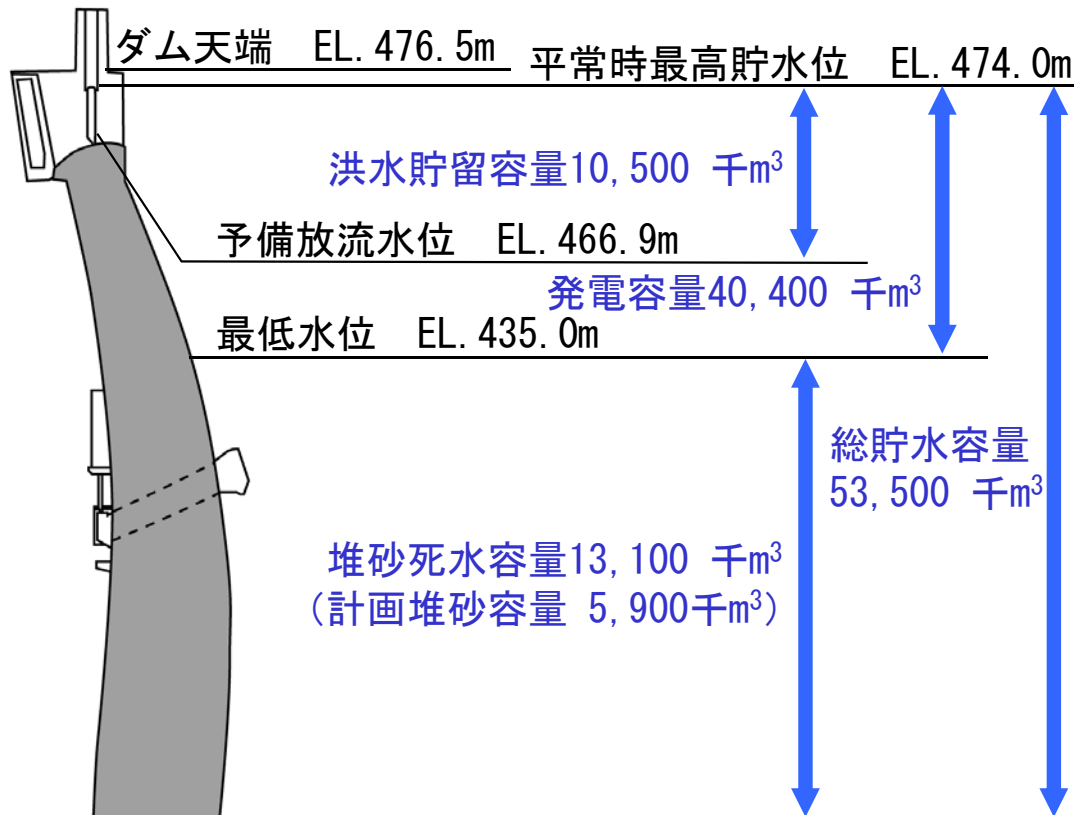 ダム天端 EL.476.5m
平常時最高貯水位 EL.474.0m
洪水貯留容量10,500 千m³
予備放流水位 EL.466.9m
発電容量40,400 千m³
最低水位 EL.435.0m
総貯水容量
53,500 千m³
堆砂死水容量13,100 千m³
(計画堆砂容量 5,900千m³)